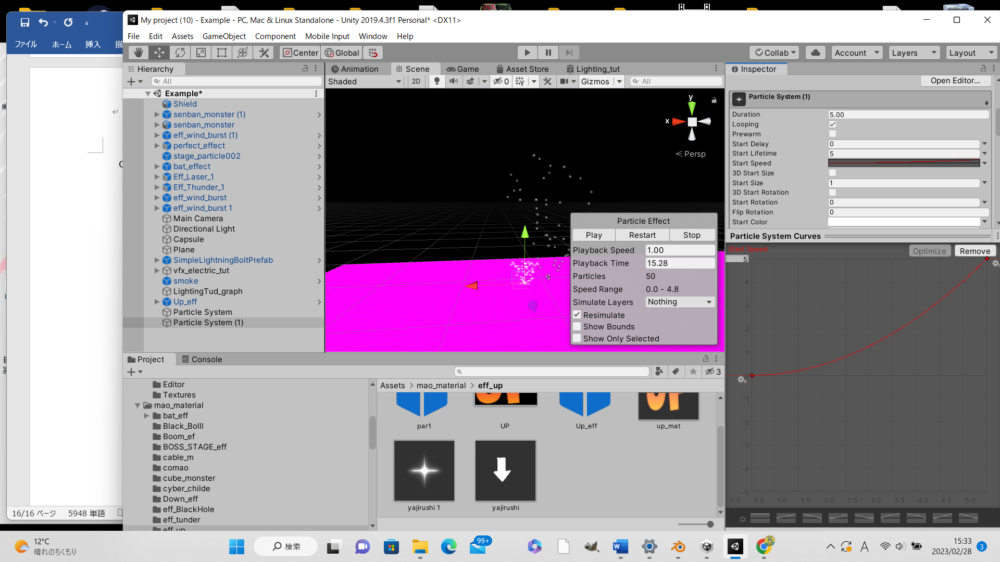 My project (10) - Example - PC, Mac & Linux Standalone - Unity 2019.4.3f1 Personal* <DX11>
File Edit Assets GameObject Component Mobile Input Window Help
ファイル ホーム 挿入 描
Center Global Collab Account Layers Layout
Hierarchy
All
Example*
Shield
senban_monster (1)
senban_monster
eff_wind_burst (1)
perfect_effect
stage_particle002
bat_effect
Eff_Laser_1
Eff_Thunder_1
eff_wind_burst
eff_wind_burst 1
Main Camera
Directional Light
Capsule
Plane
SimpleLightningBoltPrefab
vfx_electric_tut
smoke
LightingTud_graph
Up_eff
Particle System
Particle System (1)
Animation Scene Game Asset Store Lighting_tut
Shaded 2D 0 Gizmos All
y
x
Persp
Particle Effect
Play Restart Stop
Playback Speed 1.00
Playback Time 15.28
Particles 50
Speed Range 0.0 - 4.8
Simulate Layers Nothing
Resimulate
Show Bounds
Show Only Selected
Inspector
Open Editor...
Particle System (1)
Duration 5.00
Looping
Prewarm
Start Delay 0
Start Lifetime 5
Start Speed
3D Start Size
Start Size 1
3D Start Rotation
Start Rotation 0
Flip Rotation 0
Start Color
Particle System Curves
Start Speed
Optimize Remove
5
4
3
2
1
0
-1
-2
-3
-4
-5
0.0 0.5 1.0 1.5 2.0 2.5 3.0 3.5 4.0 4.5 5.0
Project Console
3
Editor
Textures
mao_material
bat_eff
Black_Bolll
Boom_ef
BOSS_STAGE_eff
cable_m
comao
cube_monster
cyber_childe
Down_eff
eff_BlackHole
eff_tunder
eff_up
Assets > mao_material > eff_up
par1 UP Up_eff up_mat
yajirushi 1 yajirushi
16/16 ページ 5948 単語
12°C
晴れのちくもり
検索
99+
A
15:33
2023/02/28
3